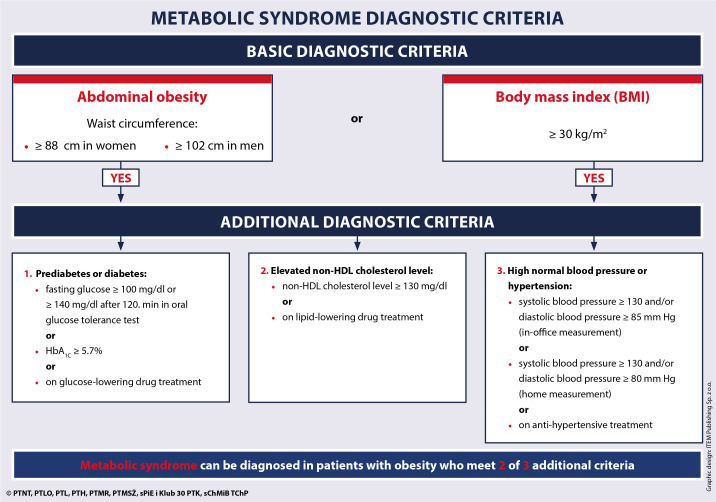 METABOLIC SYNDROME DIAGNOSTIC CRITERIA
BASIC DIAGNOSTIC CRITERIA
Abdominal obesity
Waist circumference:
• ≥ 88 cm in women • ≥ 102 cm in men
or
Body mass index (BMI)
≥ 30 kg/m²
YES
YES
ADDITIONAL DIAGNOSTIC CRITERIA
1. Prediabetes or diabetes:
• fasting glucose ≥ 100 mg/dl or
≥ 140 mg/dl after 120. min in oral
glucose tolerance test
or
• HbA1C ≥ 5.7%
or
• on glucose-lowering drug treatment
2. Elevated non-HDL cholesterol level:
• non-HDL cholesterol level ≥ 130 mg/dl
or
• on lipid-lowering drug treatment
3. High normal blood pressure or
hypertension:
• systolic blood pressure ≥ 130 and/or
diastolic blood pressure ≥ 85 mm Hg
(in-office measurement)
or
• systolic blood pressure ≥ 130 and/or
diastolic blood pressure ≥ 80 mm Hg
(home measurement)
or
• on anti-hypertensive treatment
Metabolic syndrome can be diagnosed in patients with obesity who meet 2 of 3 additional criteria
© PTNT, PTLO, PTL, PTH, PTMR, PTMSŻ, sPiE i Klub 30 PTK, sChMiB TChP
Graphic design: ITEM Publishing Sp. z o.o.